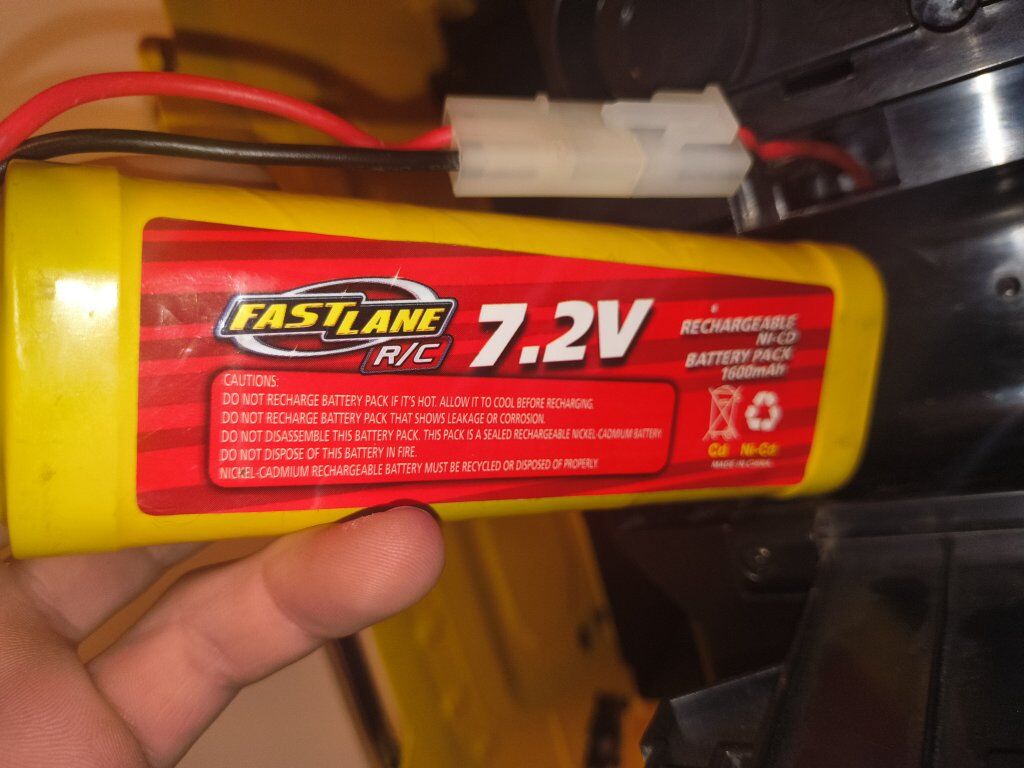 FASTLANE
R/C
7.2V
RECHARGEABLE
NI-CD
BATTERY PACK
1600mAh
CAUTIONS:
DO NOT RECHARGE BATTERY PACK IF IT'S HOT. ALLOW IT TO COOL BEFORE RECHARGING.
DO NOT RECHARGE BATTERY PACK THAT SHOWS LEAKAGE OR CORROSION.
DO NOT DISASSEMBLE THIS BATTERY PACK. THIS PACK IS A SEALED RECHARGEABLE NICKEL-CADMIUM BATTERY.
DO NOT DISPOSE OF THIS BATTERY IN FIRE.
NICKEL-CADMIUM RECHARGEABLE BATTERY MUST BE RECYCLED OR DISPOSED OF PROPERLY.
Cd Ni-Cd
MADE IN CHINA